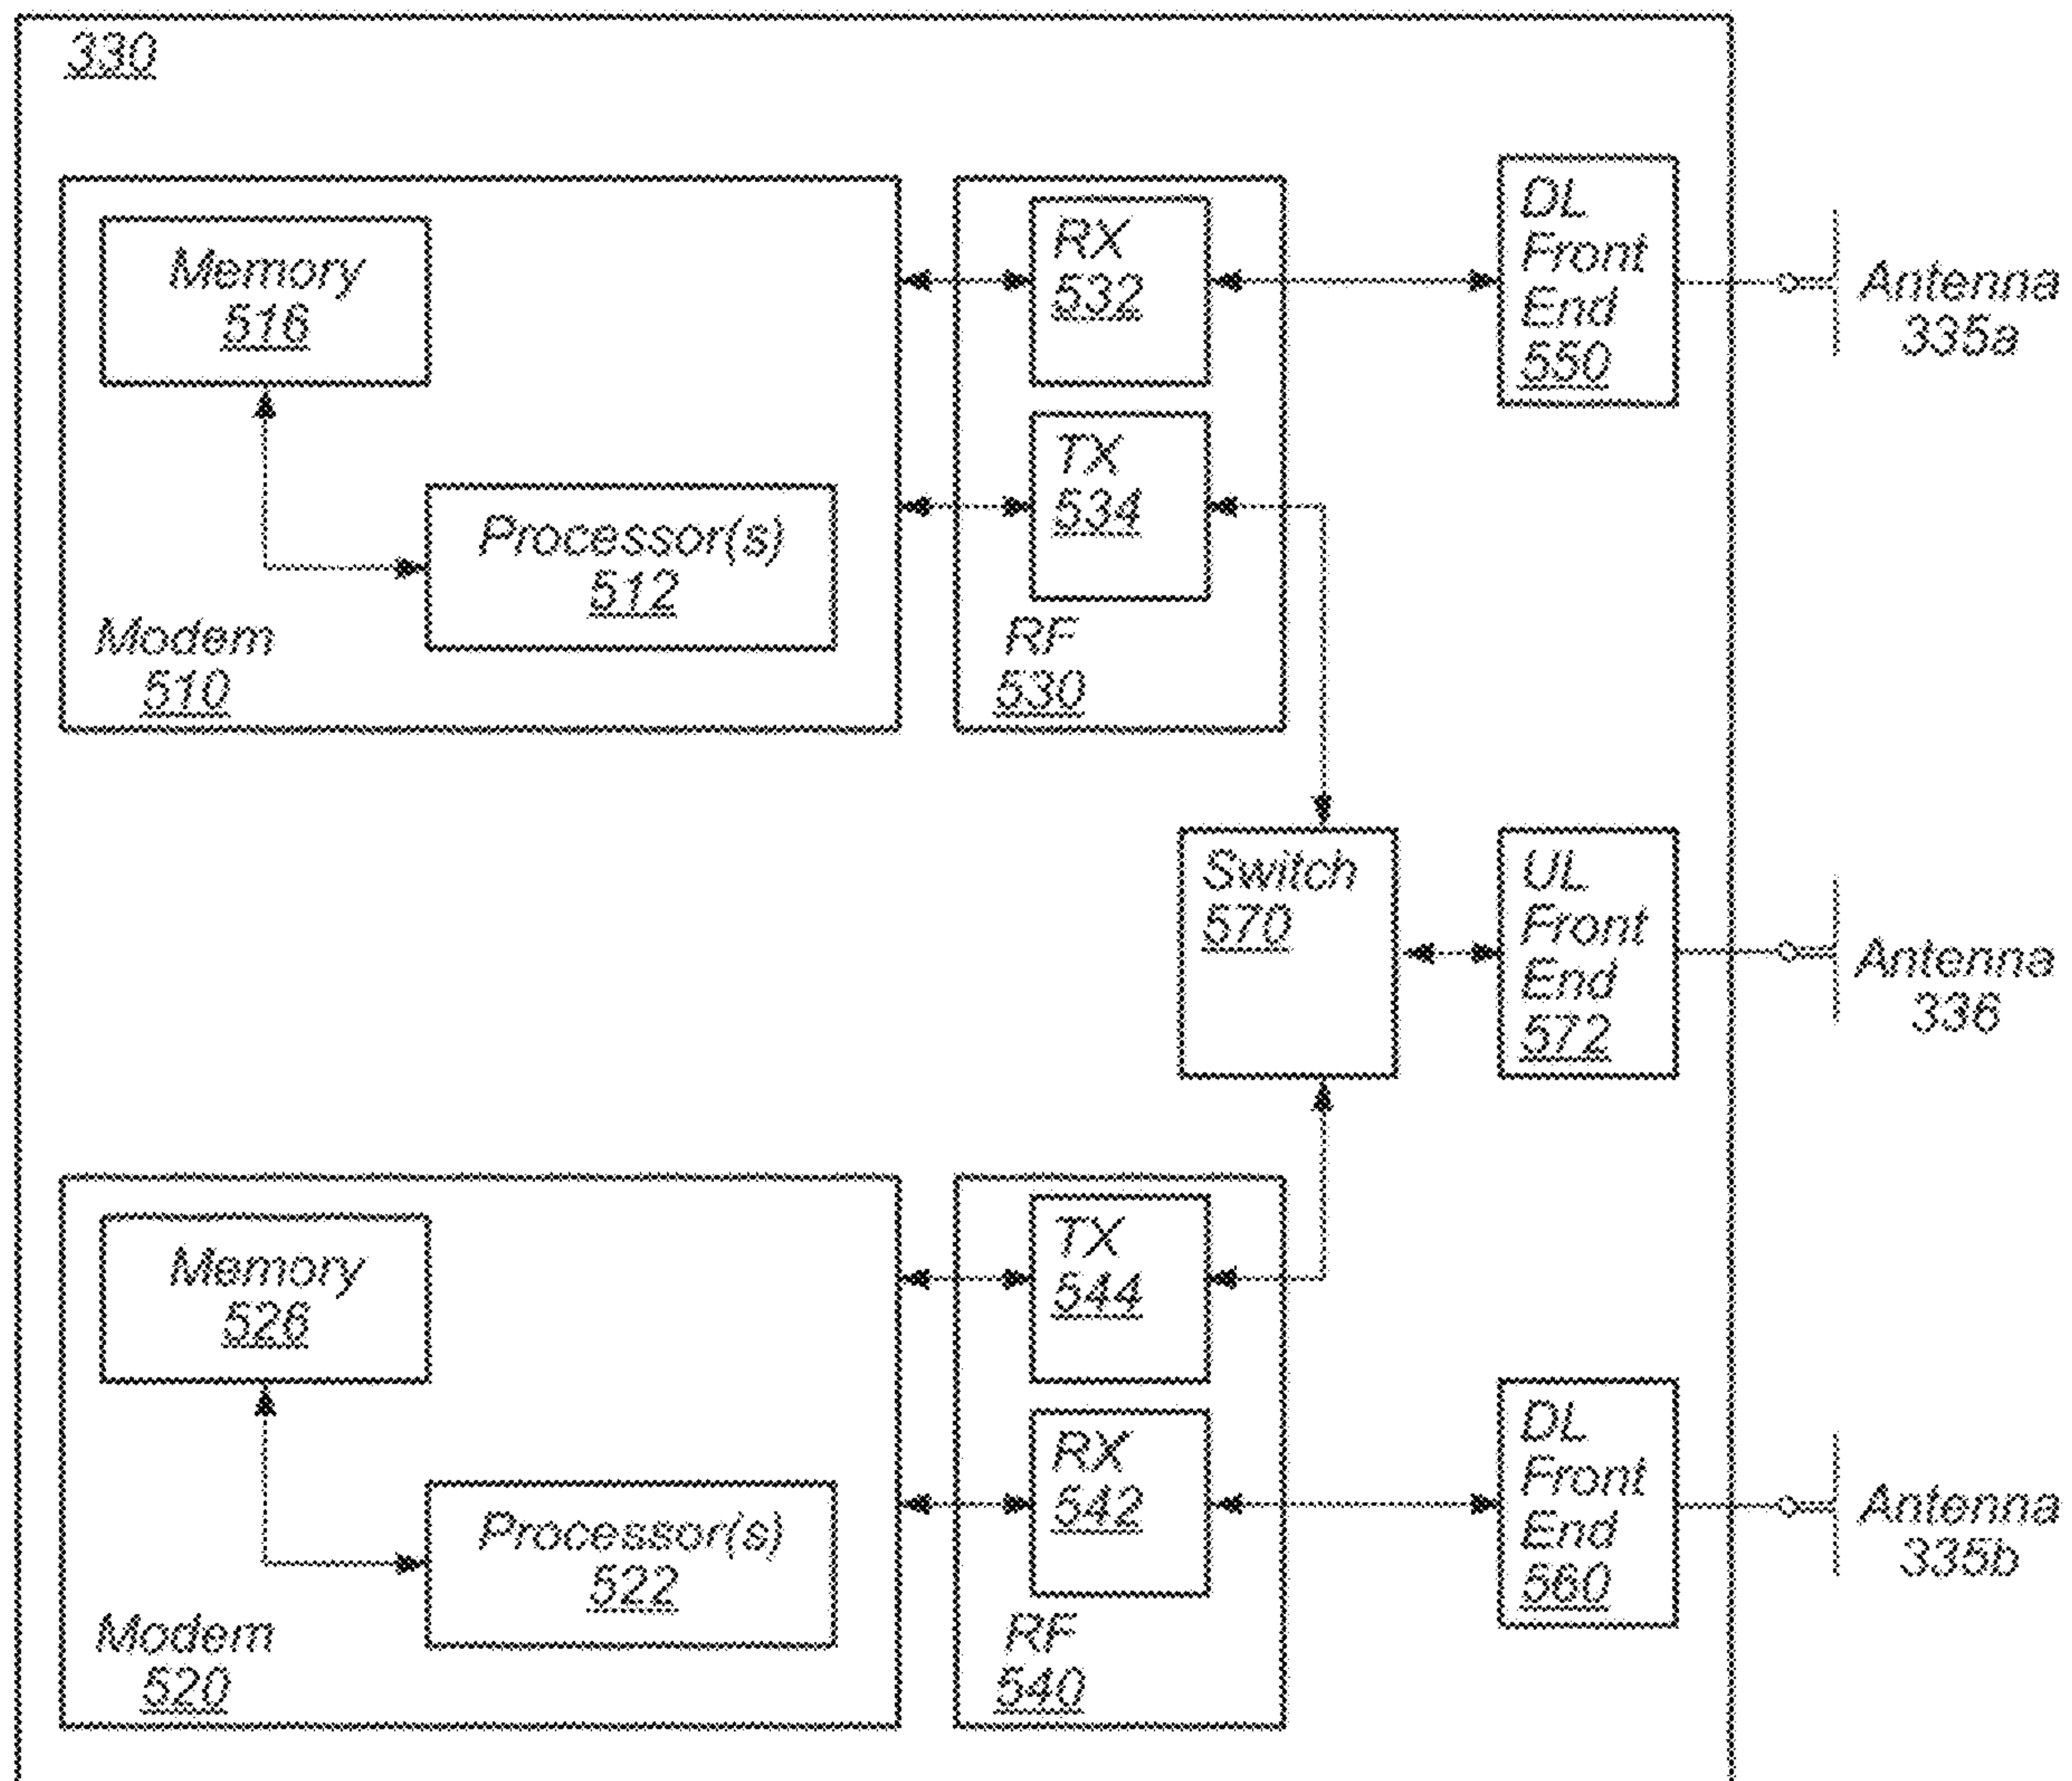 330
Memory
516
Processor(s)
512
Modem
510
RX
532
TX
534
RF
530
DL
Front
End
550
Antenna
335a
Switch
570
UL
Front
End
572
Antenna
336
Memory
526
Processor(s)
522
Modem
520
TX
544
RX
542
RF
540
DL
Front
End
560
Antenna
335b